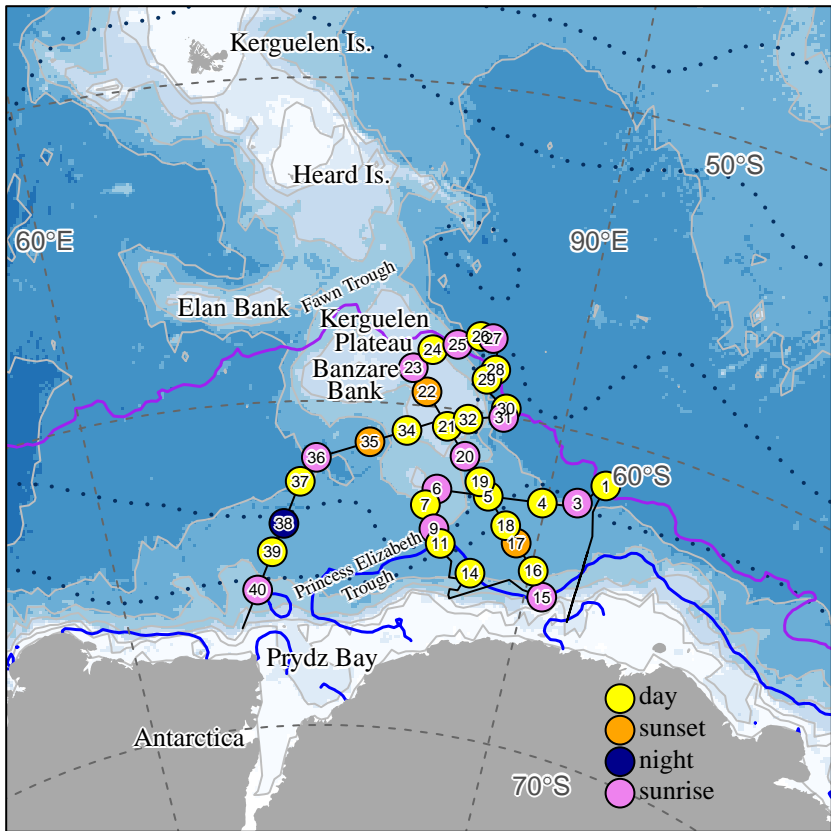 Kerguelen Is.
50°S
Heard Is.
60°E
90°E
Fawn Trough
Elan Bank
Kerguelen
Plateau
26
27
25
24
Banzare
Bank
23
28
29
22
30
31
32
21
34
35
36
20
60°S
37
19
1
6
5
4
3
7
38
9
18
17
11
39
Princess Elizabeth
Trough
14
16
40
15
Prydz Bay
day
sunset
Antarctica
night
70°S
sunrise